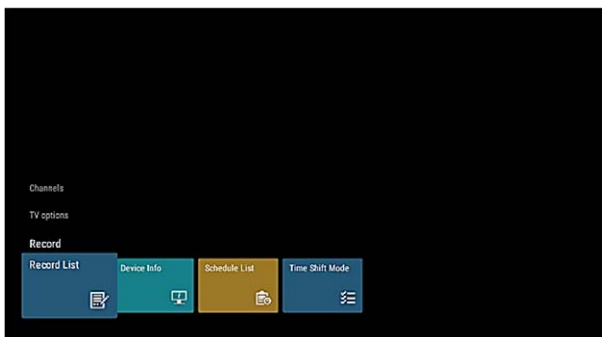 Channels
TV options
Record
Record List
Device Info
Schedule List
Time Shift Mode